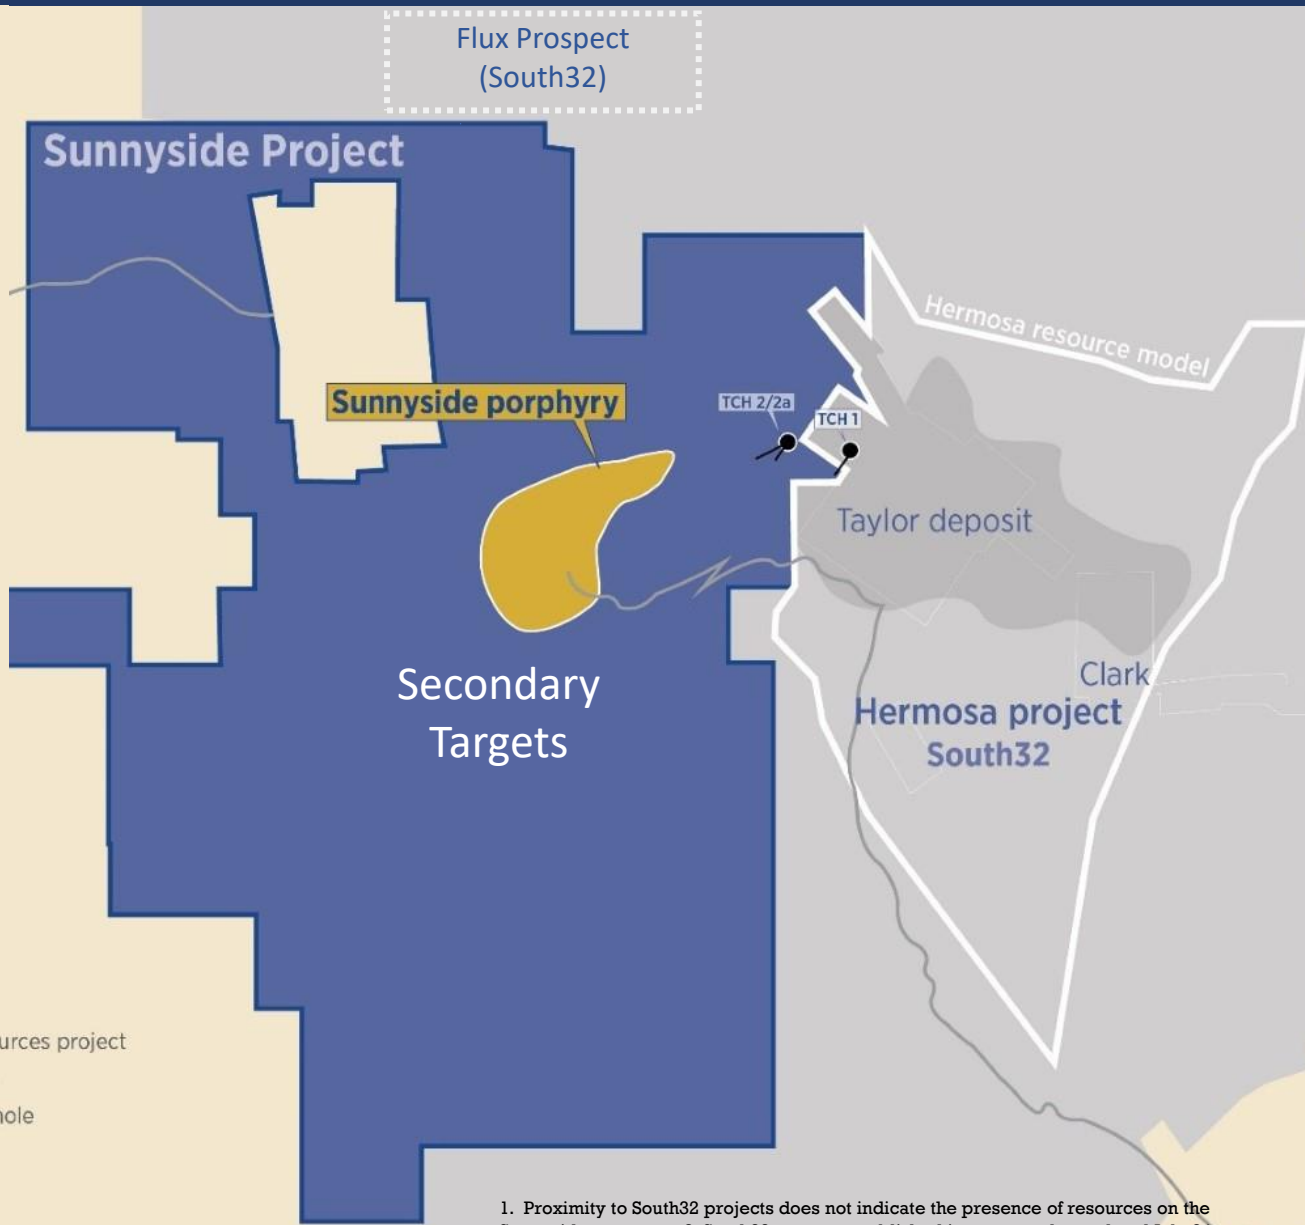 Flux Prospect
(South32)
Sunnyside Project
Hermosa resource model
Sunnyside porphyry
TCH 2/2a
TCH 1
Taylor deposit
Secondary
Targets
Clark
Hermosa project
South32
urces project
hole
1. Proximity to South32 projects does not indicate the presence of resources on the